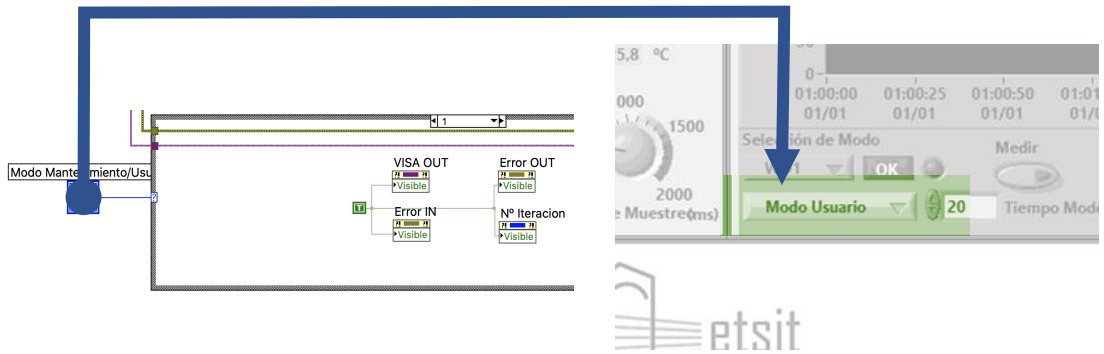 1
VISA OUT
Error OUT
Visible
Visible
Modo Mantenimiento/Usu
?
T
Error IN
Nº Iteracion
Visible
Visible
5.8 ºC
000
1500
2000
e Muestreo(ms)
0
01:00:00 01:00:25 01:00:50 01:01
01/01 01/01 01/01 01/0
Selección de Modo
Medir
OK
Modo Usuario
20
Tiempo Mode
etsit